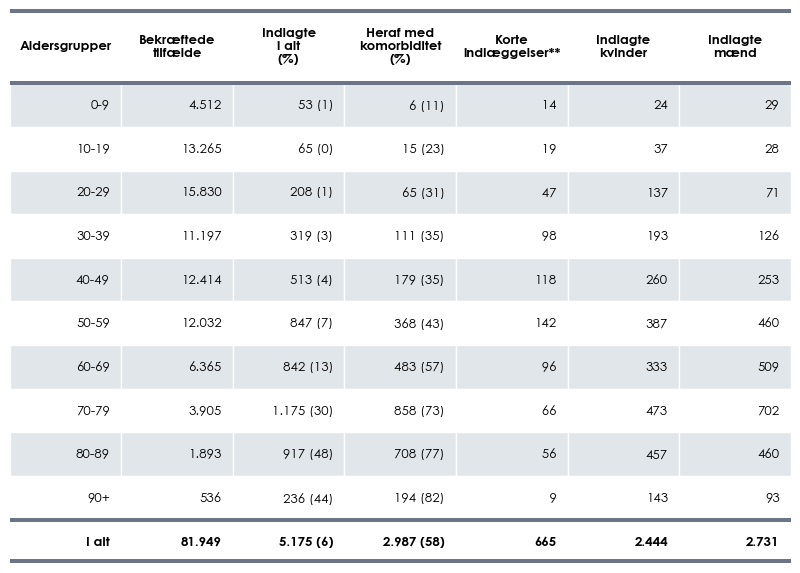 Aldersgrupper Bekræftede tilfælde Indlagte I alt (%) Heraf med komorbiditet (%) Korte Indlæggelser** Indlagte kvinder Indlagte mænd
0-9 4.512 53 (1) 6 (11) 14 24 29
10-19 13.265 65 (0) 15 (23) 19 37 28
20-29 15.830 208 (1) 65 (31) 47 137 71
30-39 11.197 319 (3) 111 (35) 98 193 126
40-49 12.414 513 (4) 179 (35) 118 260 253
50-59 12.032 847 (7) 368 (43) 142 387 460
60-69 6.365 842 (13) 483 (57) 96 333 509
70-79 3.905 1.175 (30) 858 (73) 66 473 702
80-89 1.893 917 (48) 708 (77) 56 457 460
90+ 536 236 (44) 194 (82) 9 143 93
I alt 81.949 5.175 (6) 2.987 (58) 665 2.444 2.731